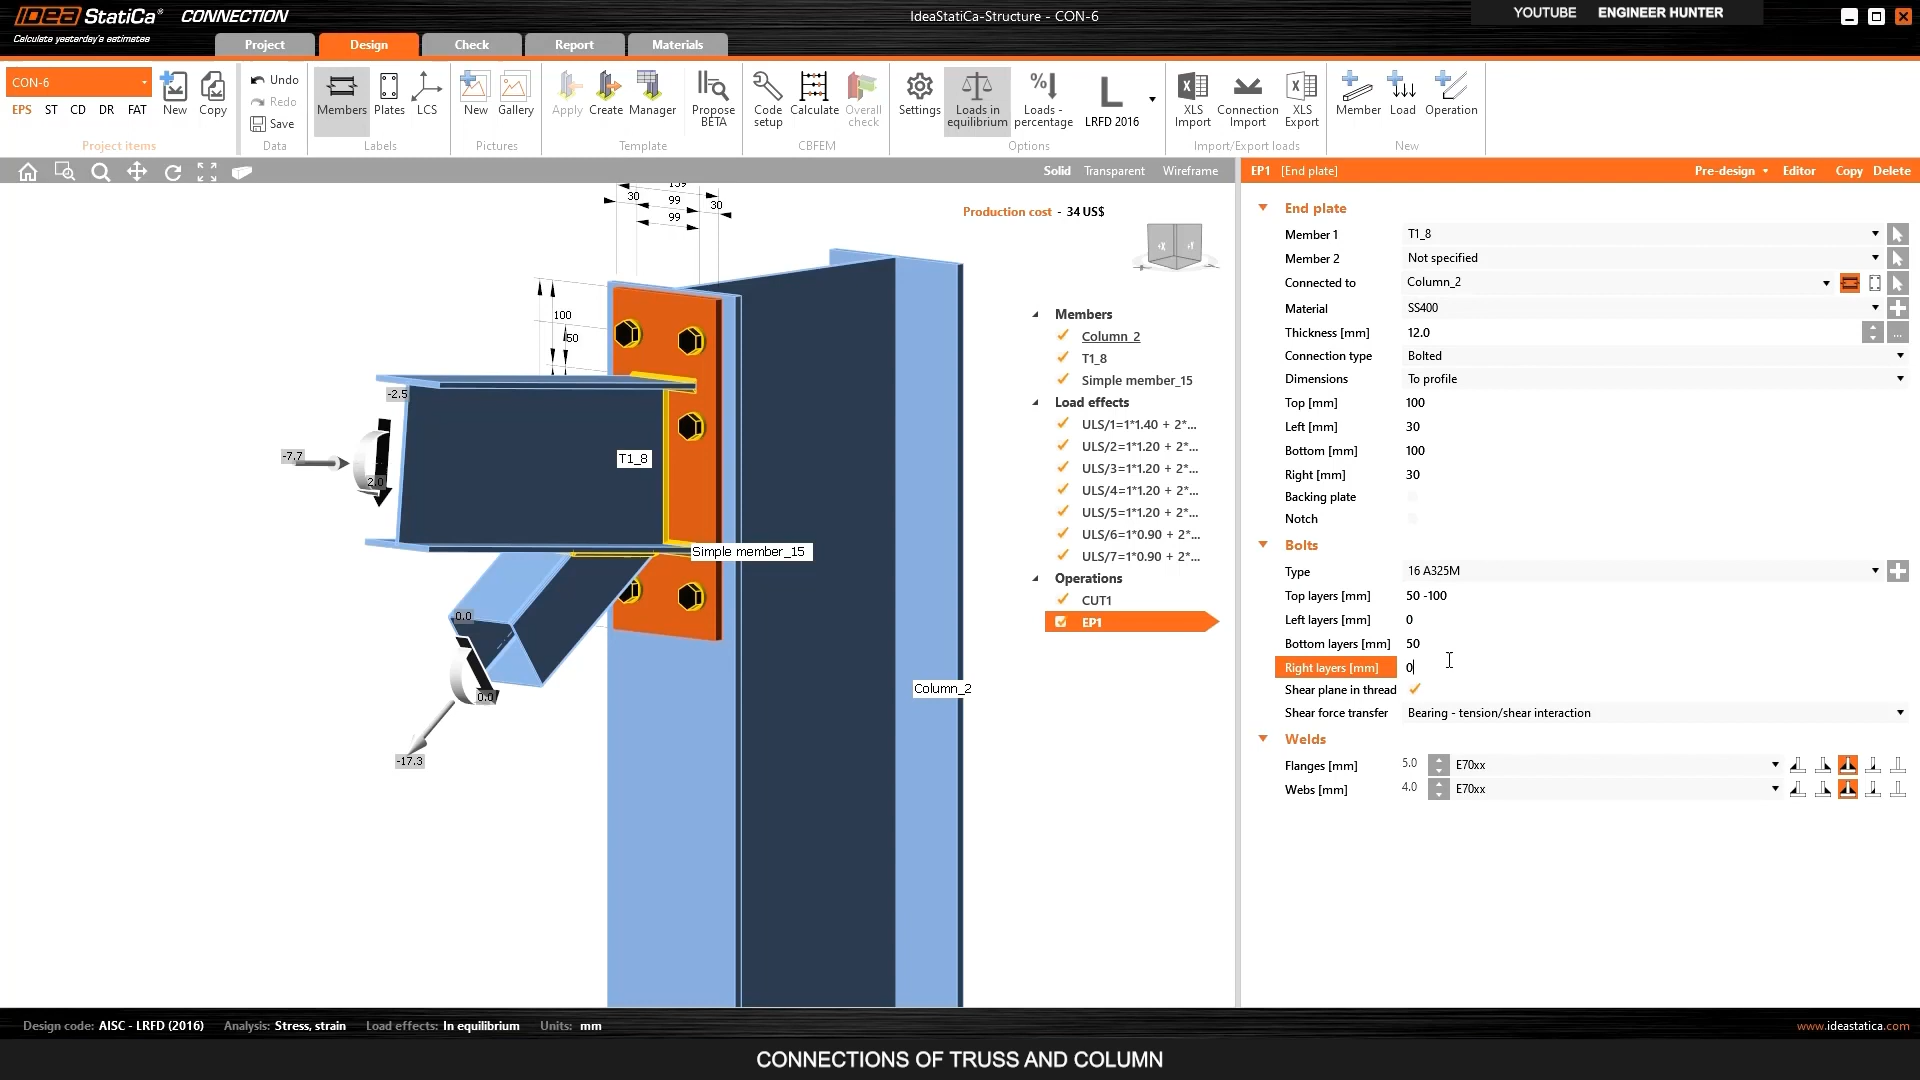 IDEA StatiCa® CONNECTION
Calculate yesterday's estimates
IdeaStatiCa-Structure - CON-6
YOUTUBE ENGINEER HUNTER
Project Design Check Report Materials
CON-6
EPS ST CD DR FAT
New Copy
Project items
Undo
Redo
Save
Data
Members Plates LCS
Labels
New Gallery
Pictures
Apply Create Manager
Propose BETA
Template
Code setup
Calculate
Overall check
CBFEM
Settings
Loads in equilibrium
Loads - percentage
LRFD 2016
Options
XLS Import
Connection Import
XLS Export
Import/Export loads
Member Load Operation
New
Solid Transparent Wireframe
EP1 [End plate]
Pre-design Editor Copy Delete
Production cost - 34 US$
159
30 99 30
99
100
50
-2.5
-7.7
2.0
T1_8
Simple member_15
0.0
0.0
-17.3
Column_2
Members
Column_2
T1_8
Simple member_15
Load effects
ULS/1=1*1.40 + 2*...
ULS/2=1*1.20 + 2*...
ULS/3=1*1.20 + 2*...
ULS/4=1*1.20 + 2*...
ULS/5=1*1.20 + 2*...
ULS/6=1*0.90 + 2*...
ULS/7=1*0.90 + 2*...
Operations
CUT1
EP1
End plate
Member 1 T1_8
Member 2 Not specified
Connected to Column_2
Material SS400
Thickness [mm] 12.0
Connection type Bolted
Dimensions To profile
Top [mm] 100
Left [mm] 30
Bottom [mm] 100
Right [mm] 30
Backing plate
Notch
Bolts
Type 16 A325M
Top layers [mm] 50 -100
Left layers [mm] 0
Bottom layers [mm] 50
Right layers [mm] 0
Shear plane in thread
Shear force transfer Bearing - tension/shear interaction
Welds
Flanges [mm] 5.0 E70xx
Webs [mm] 4.0 E70xx
Design code: AISC - LRFD (2016) Analysis: Stress, strain Load effects: In equilibrium Units: mm
www.ideastatica.com
CONNECTIONS OF TRUSS AND COLUMN